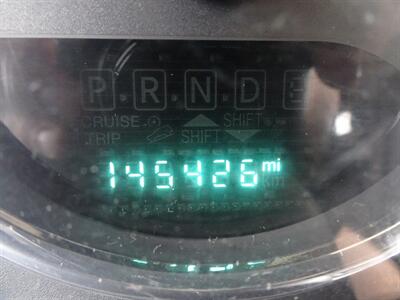 P R N D E
CRUISE SHIFT
TRIP SHIFT
145426 mi
km